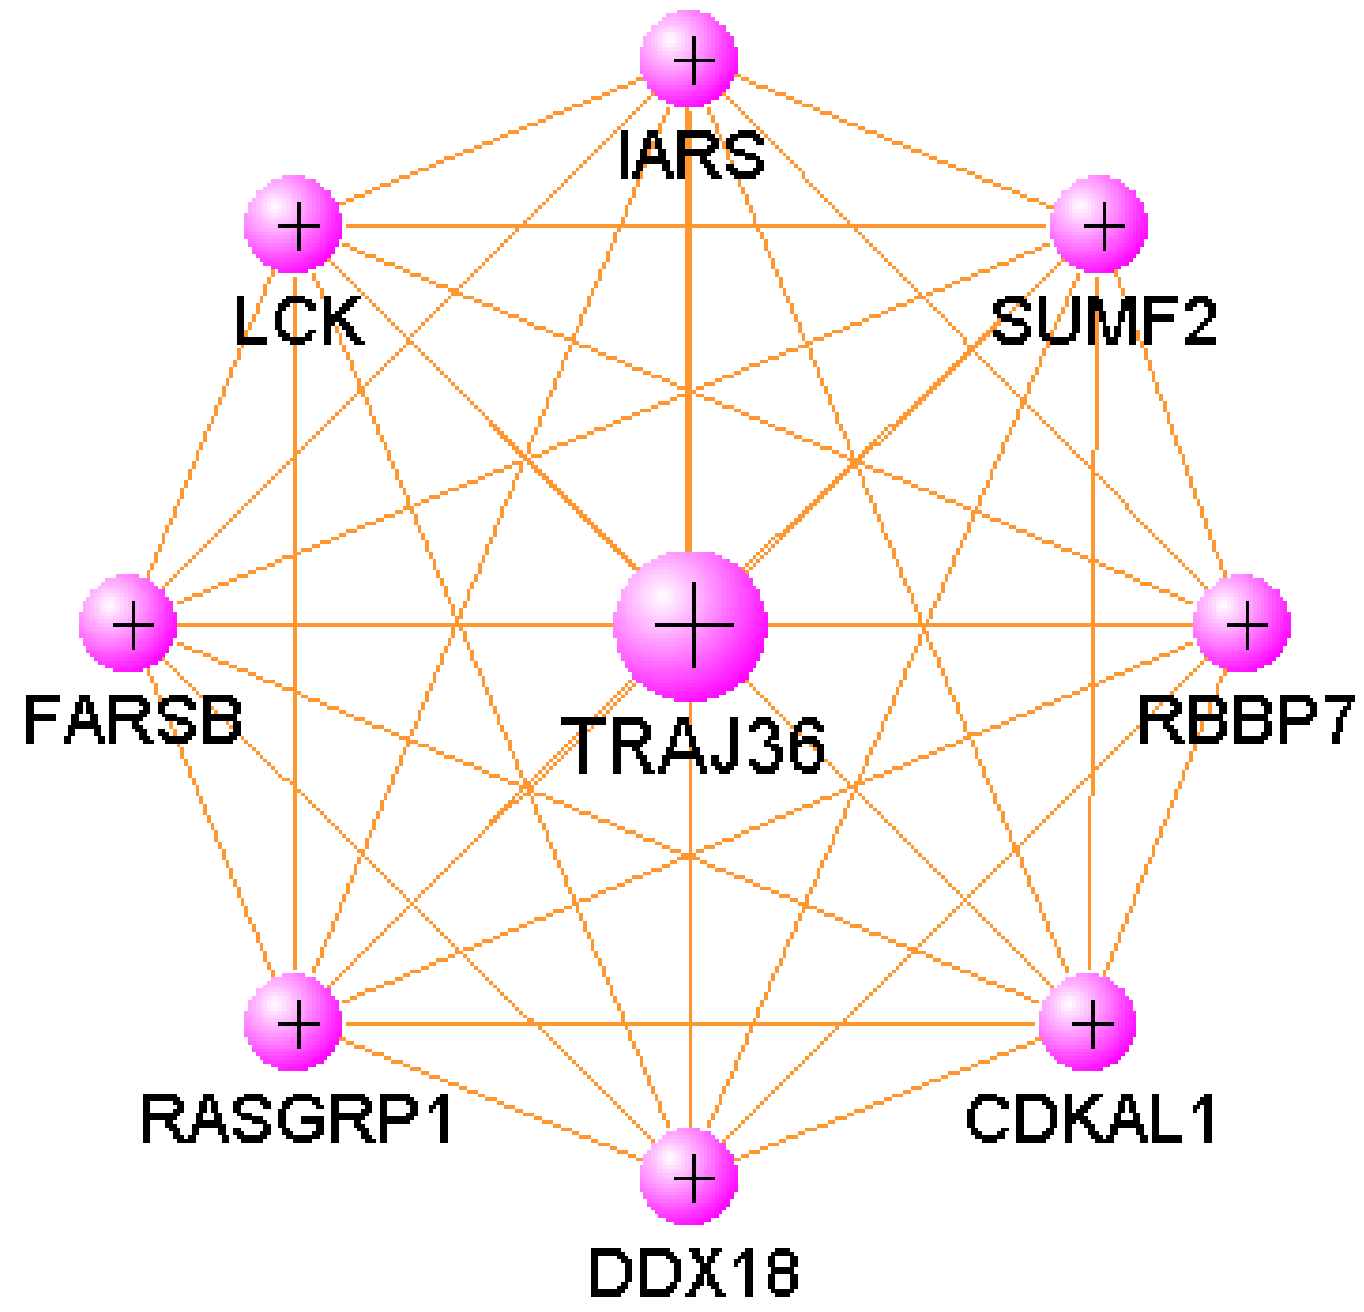 IARS
LCK
SUMF2
FARSB
TRAJ36
RBBP7
RASGRP1
CDKAL1
DDX18